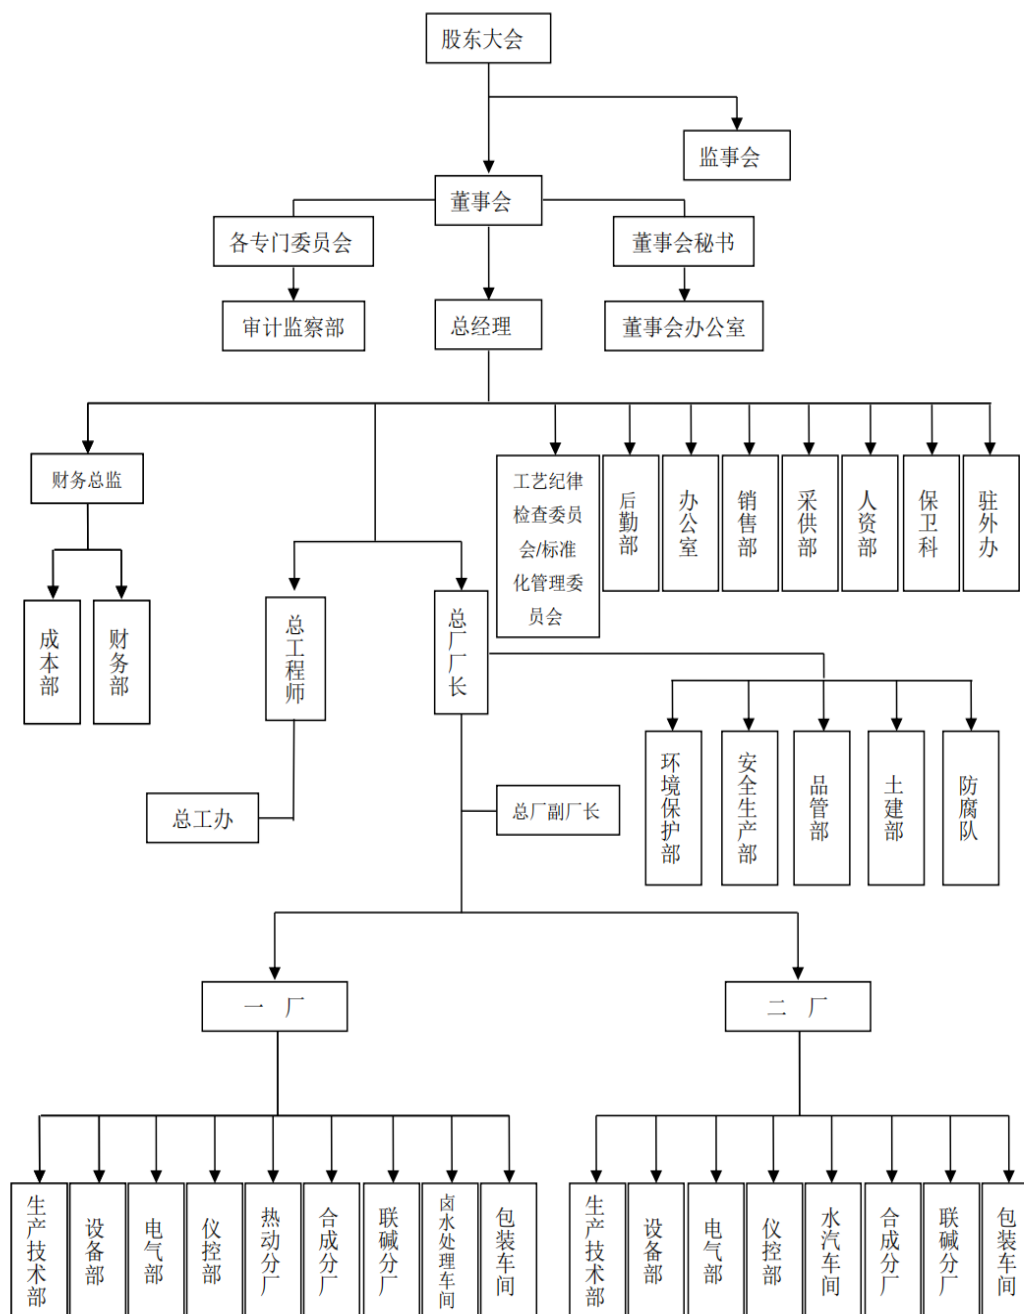 股东大会
监事会
董事会
各专门委员会
董事会秘书
审计监察部
总经理
董事会办公室
财务总监
工艺纪律
检查委员
会/标准
化管理委
员会
后勤部
办公室
销售部
采供部
人资部
保卫科
驻外办
成本部
财务部
总工程师
总厂厂长
环境保护部
安全生产部
品管部
土建部
防腐队
总工办
总厂副厂长
一 厂
二 厂
生产技术部
设备部
电气部
仪控部
热动分厂
合成分厂
联碱分厂
卤水处理车间
包装车间
生产技术部
设备部
电气部
仪控部
水汽车间
合成分厂
联碱分厂
包装车间